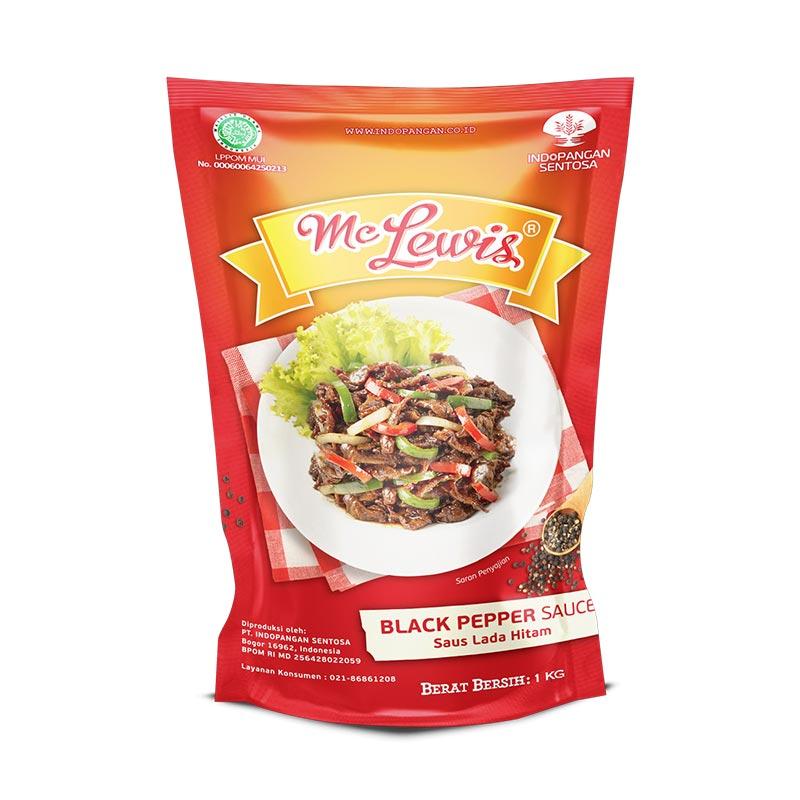 WWW.INDOPANGAN.CO.ID
LPPOM MUI
No. 00060064250213
INDOPANGAN
SENTOSA
Mc Lewis ®
Saran Penyajian
BLACK PEPPER SAUCE
Saus Lada Hitam
Diproduksi oleh:
PT. INDOPANGAN SENTOSA
Bogor 16962, Indonesia
BPOM RI MD 256428022059
Layanan Konsumen : 021-86861208
BERAT BERSIH: 1 KG